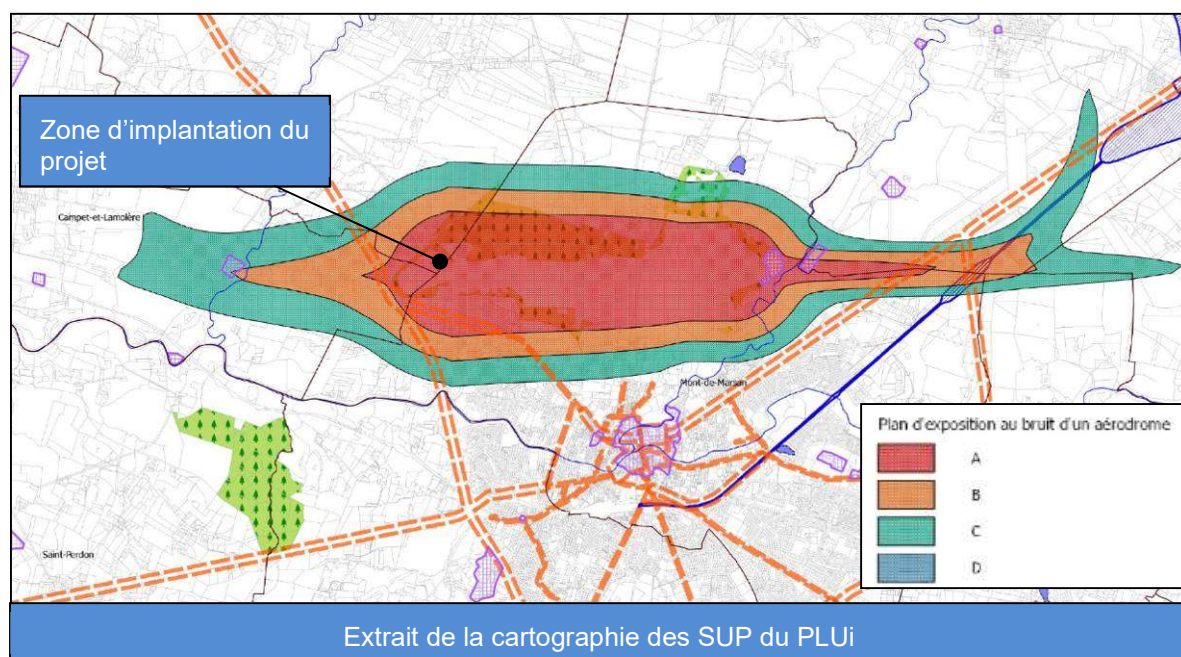 Zone d'implantation du
projet
Campet-et-Lamolère
Mont-de-Marsan
Plan d'exposition au bruit d'un aérodrome
A
B
C
D
Saint-Perdon
Extrait de la cartographie des SUP du PLUi